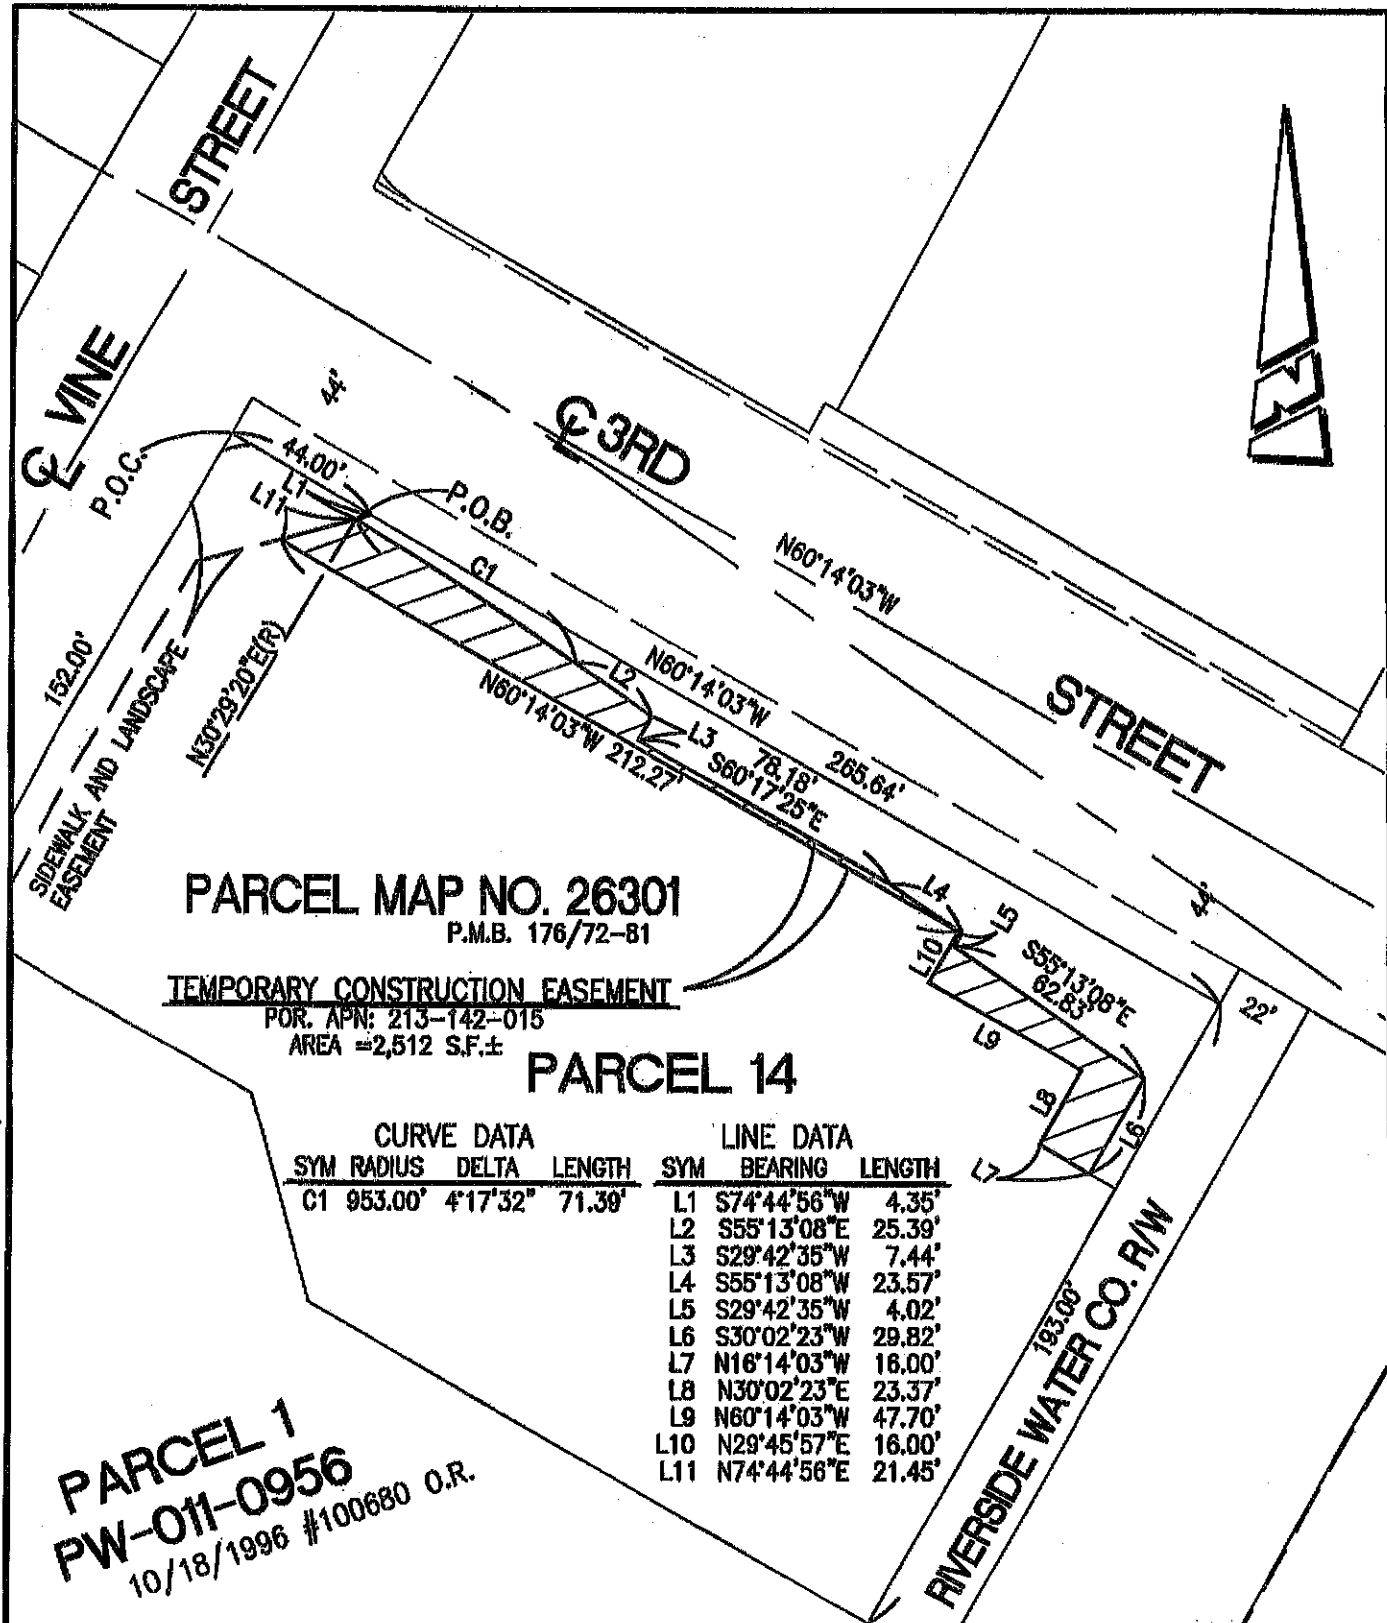 STREET
℄ VINE
P.O.C.
44'
44.00'
L1
L11
P.O.B.
C1
℄ 3RD
N60°14'03"W
STREET
L2
N60°14'03"W
265.64'
L3
76.18'
S60°17'25"E
N60°14'03"W 212.27'
152.00'
N30°29'20"E(R)
SIDEWALK AND LANDSCAPE
EASEMENT
L4
L5
L10
S55°13'08"E
62.83'
44'
22'
L9
L8
L6
L7
PARCEL MAP NO. 26301
P.M.B. 176/72-81
TEMPORARY CONSTRUCTION EASEMENT
POR. APN: 213-142-015
AREA =2,512 S.F.±
PARCEL 14
CURVE DATA
SYM RADIUS DELTA LENGTH
C1 953.00' 4°17'32" 71.39'
LINE DATA
SYM BEARING LENGTH
L1 S74°44'56"W 4.35'
L2 S55°13'08"E 25.39'
L3 S29°42'35"W 7.44'
L4 S55°13'08"W 23.57'
L5 S29°42'35"W 4.02'
L6 S30°02'23"W 29.82'
L7 N16°14'03"W 16.00'
L8 N30°02'23"E 23.37'
L9 N60°14'03"W 47.70'
L10 N29°45'57"E 16.00'
L11 N74°44'56"E 21.45'
193.00'
RIVERSIDE WATER CO. R/W
PARCEL 1
PW-011-0956
10/18/1996 #100680 O.R.